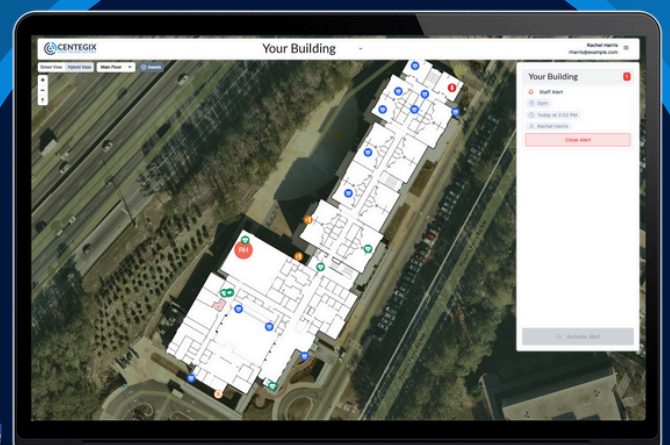 CENTEGIX
Your Building
Rachel Harris
rharris@example.com
Street View Hybrid View Main Floor Assets
+
−
Your Building
Staff Alert
Gym
Today at 2:53 PM
Rachel Harris
Close Alert
Activate Alert
RH